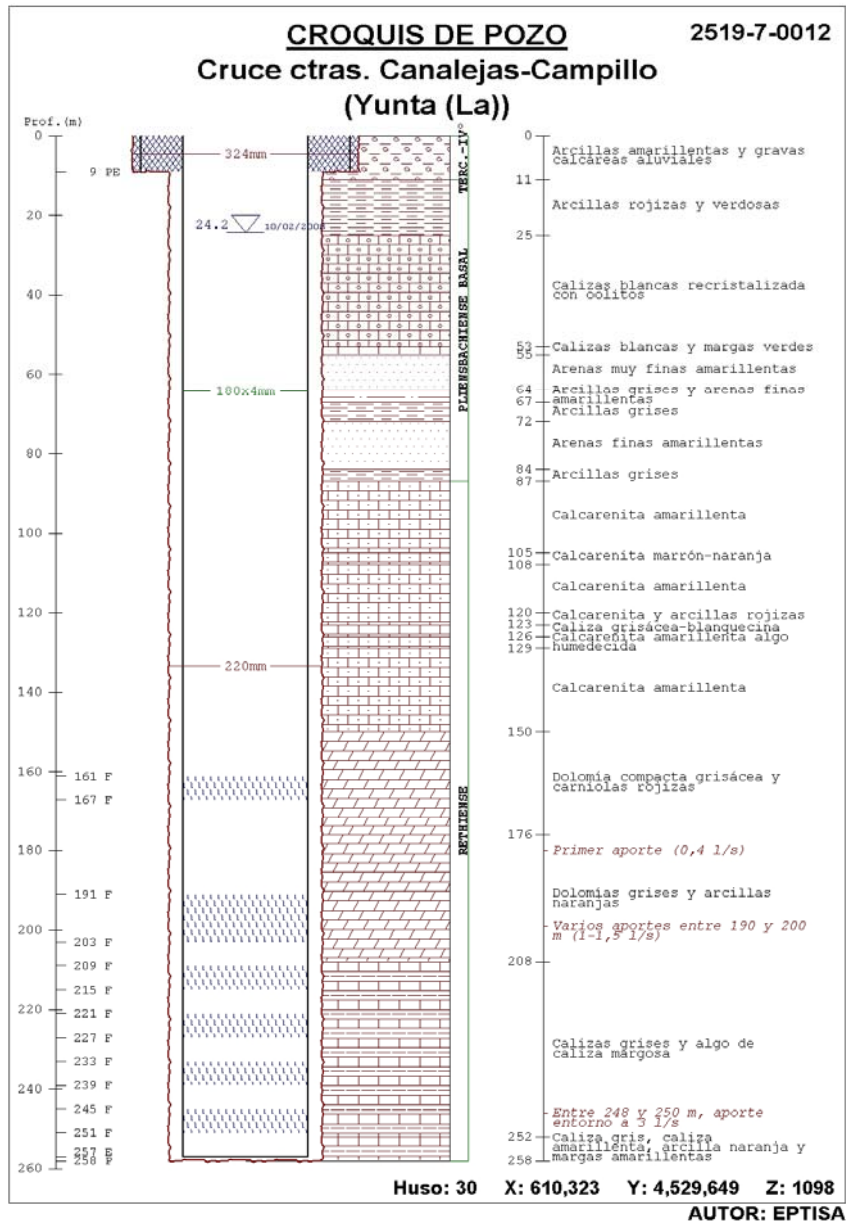 CROQUIS DE POZO
2519-7-0012
Cruce ctras. Canalejas-Campillo
(Yunta (La))
Prof.(m)
0
9 PE
20
40
60
80
100
120
140
160
161 F
167 F
180
191 F
200
203 F
209 F
215 F
220
221 F
227 F
233 F
239 F
240
245 F
251 F
258 F
260
324mm
24.2
180x4mm
220mm
TERC.-IVº
PLIENSBACHIENSE BASAL
RETHIENSE
0
Arcillas amarillentas y gravas
calcáreas aluviales
11
Arcillas rojizas y verdosas
25
Calizas blancas recristalizada
con oolitos
53
Calizas blancas y margas verdes
55
Arenas muy finas amarillentas
64
Arcillas grises y arenas finas
amarillentas
67
Arcillas grises
72
Arenas finas amarillentas
84
Arcillas grises
87
Calcarenita amarillenta
105
Calcarenita marrón-naranja
108
Calcarenita amarillenta
120
Calcarenita y arcillas rojizas
123
Caliza grisácea-blanquecina
126
Calcarenita amarillenta algo
humedecida
129
Calcarenita amarillenta
150
Dolomía compacta grisácea y
carniolas rojizas
176
Primer aporte (0,4 l/s)
Dolomías grises y arcillas
naranjas
Varios aportes entre 190 y 200
m (1-1,5 l/s)
208
Calizas grises y algo de
caliza margosa
Entre 248 y 250 m, aporte
entorno a 3 l/s
252
Caliza gris, caliza
amarillenta, arcilla naranja y
margas amarillentas
258
Huso: 30 X: 610,323 Y: 4,529,649 Z: 1098
AUTOR: EPTISA